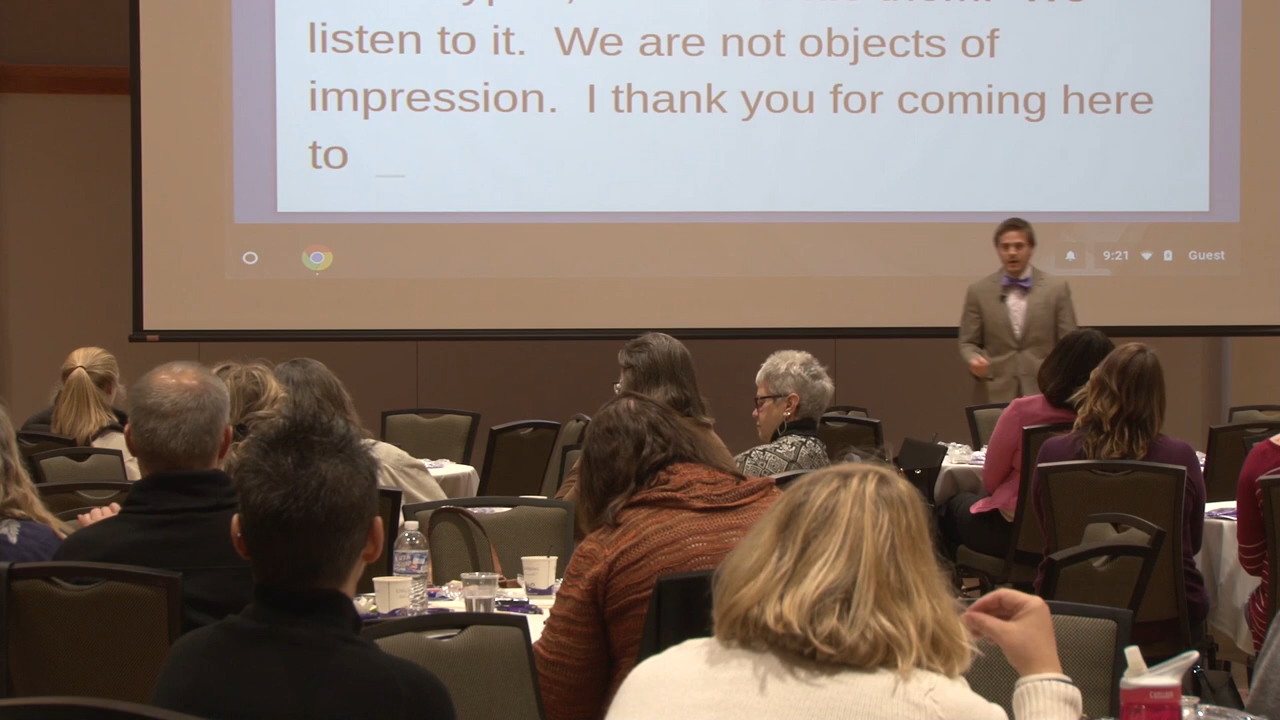 listen to it. We are not objects of
impression. I thank you for coming here
to _
9:21 Guest